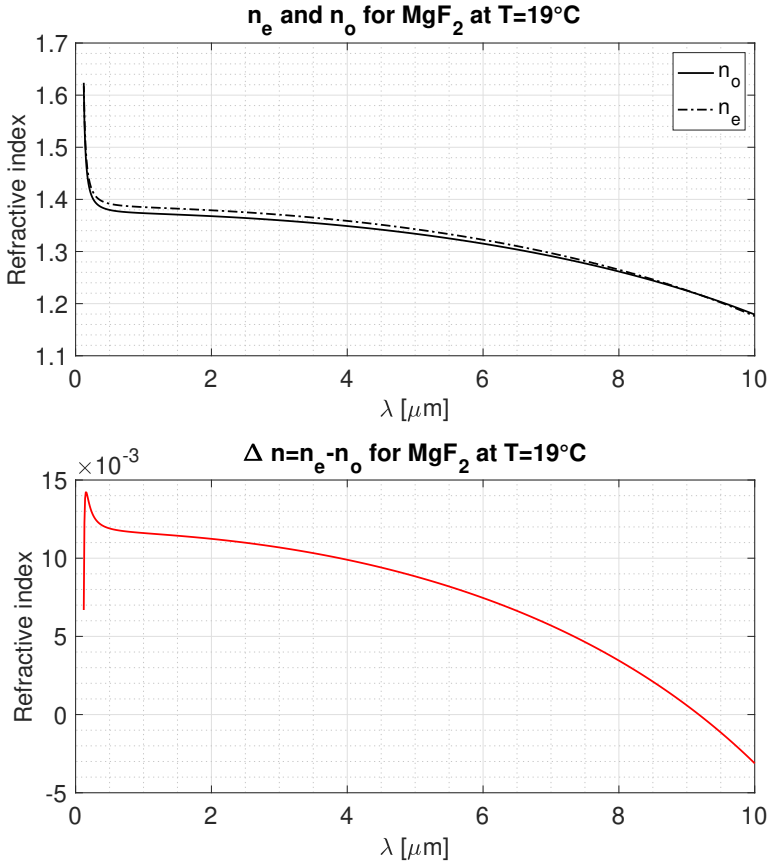 n_e and n_o for MgF_2 at T=19°C
1.7
1.6
1.5
1.4
1.3
1.2
1.1
Refractive index
n_o
n_e
0 2 4 6 8 10
λ [μm]
Δ n=n_e-n_o for MgF_2 at T=19°C
×10^-3
15
10
5
0
-5
Refractive index
0 2 4 6 8 10
λ [μm]